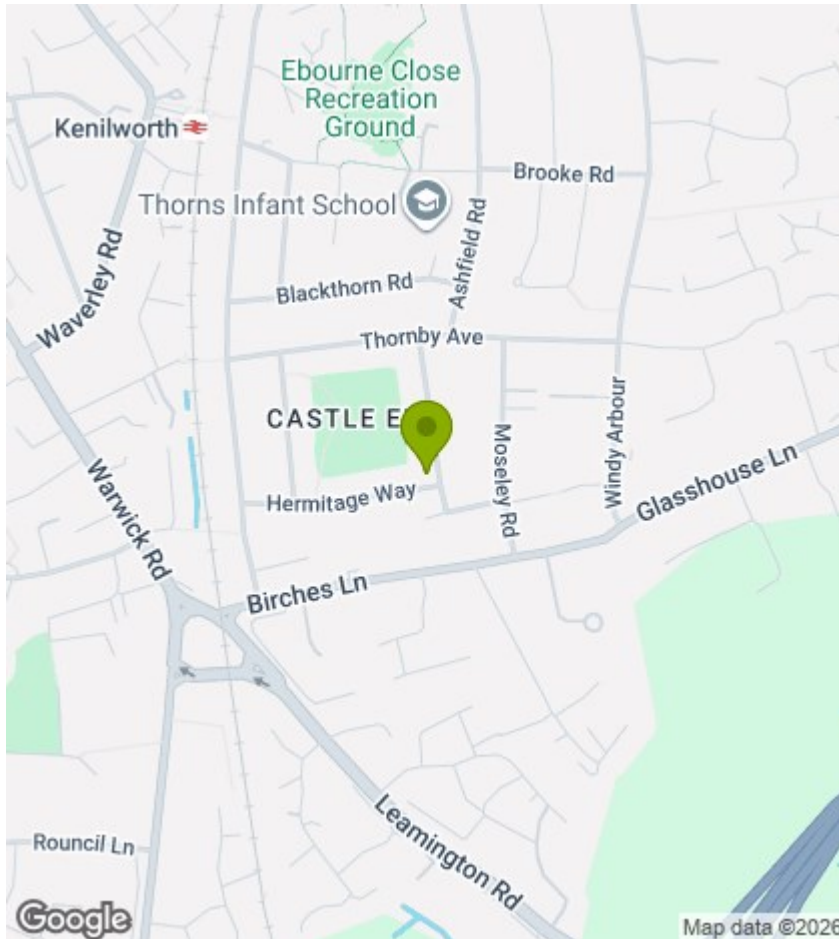 Ebourne Close
Recreation
Ground
Kenilworth
Brooke Rd
Thorns Infant School
Ashfield Rd
Waverley Rd
Blackthorn Rd
Thornby Ave
CASTLE E
Moseley Rd
Windy Arbour
Glasshouse Ln
Hermitage Way
Warwick Rd
Birches Ln
Leamington Rd
Rouncil Ln
Google
Map data ©2026